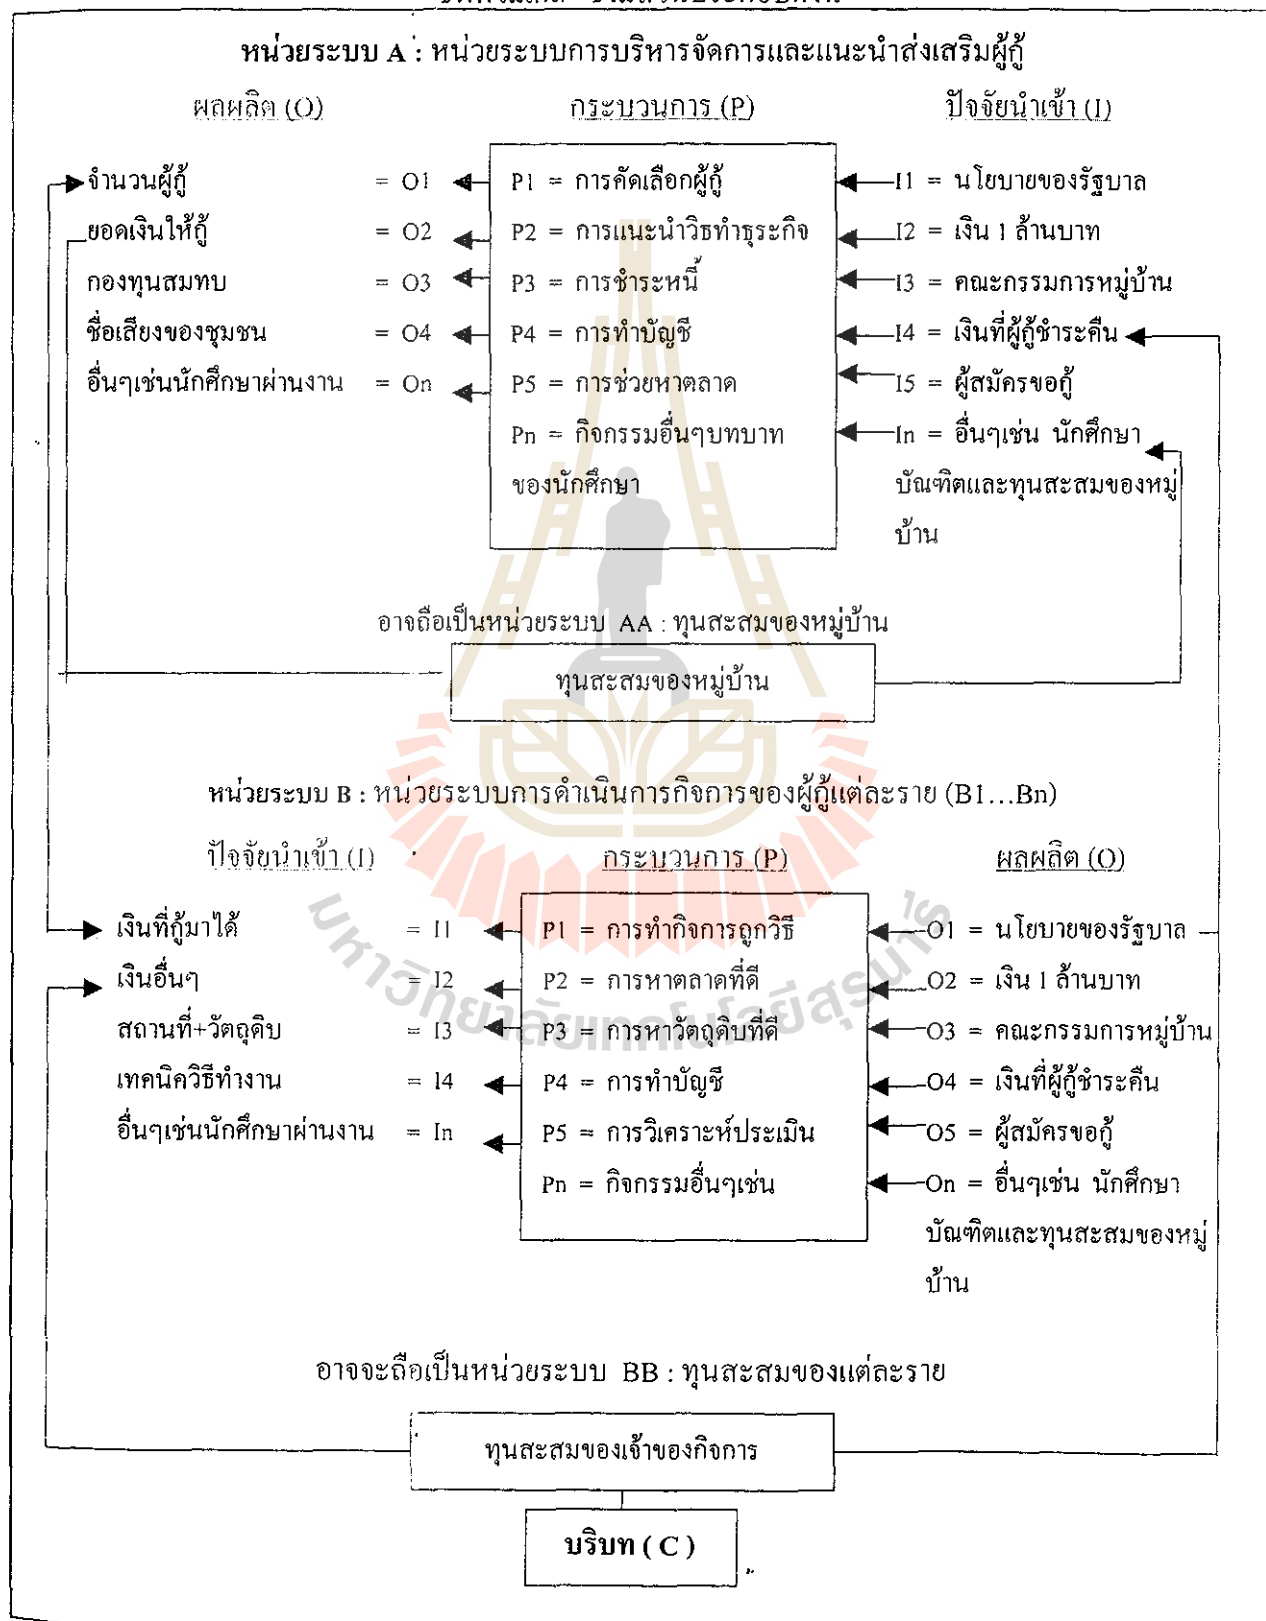 หน่วยระบบ A : หน่วยระบบการบริหารจัดการและแนะนำส่งเสริมผู้กู้
ผลผลิต (O) กระบวนการ (P) ปัจจัยนำเข้า (I)
จำนวนผู้กู้ = O1 P1 = การคัดเลือกผู้กู้ I1 = นโยบายของรัฐบาล
ยอดเงินให้กู้ = O2 P2 = การแนะนำวิธทำธุระกิจ I2 = เงิน 1 ล้านบาท
กองทุนสมทบ = O3 P3 = การชำระหนี้ I3 = คณะกรรมการหมู่บ้าน
ชื่อเสียงของชุมชน = O4 P4 = การทำบัญชี I4 = เงินที่ผู้กู้ชำระคืน
อื่นๆเช่นนักศึกษาผ่านงาน = On P5 = การช่วยหาตลาด I5 = ผู้สมัครขอกู้
Pn = กิจกรรมอื่นๆบทบาท In = อื่นๆเช่น นักศึกษา
ของนักศึกษา บัณฑิตและทุนสะสมของหมู่
บ้าน
อาจถือเป็นหน่วยระบบ AA : ทุนสะสมของหมู่บ้าน
ทุนสะสมของหมู่บ้าน
หน่วยระบบ B : หน่วยระบบการดำเนินการกิจการของผู้กู้แต่ละราย (B1...Bn)
ปัจจัยนำเข้า (I) กระบวนการ (P) ผลผลิต (O)
เงินที่กู้มาได้ = I1 P1 = การทำกิจการถูกวิธี O1 = นโยบายของรัฐบาล
เงินอื่นๆ = I2 P2 = การหาตลาดที่ดี O2 = เงิน 1 ล้านบาท
สถานที่+วัตถุดิบ = I3 P3 = การหาวัตถุดิบที่ดี O3 = คณะกรรมการหมู่บ้าน
เทคนิควิธีทำงาน = I4 P4 = การทำบัญชี O4 = เงินที่ผู้กู้ชำระคืน
อื่นๆเช่นนักศึกษาผ่านงาน = In P5 = การวิเคราะห์ประเมิน O5 = ผู้สมัครขอกู้
Pn = กิจกรรมอื่นๆเช่น On = อื่นๆเช่น นักศึกษา
บัณฑิตและทุนสะสมของหมู่
บ้าน
มหาวิทยาลัยเทคโนโลยีสุรนารี
อาจจะถือเป็นหน่วยระบบ BB : ทุนสะสมของแต่ละราย
ทุนสะสมของเจ้าของกิจการ
บริบท ( C )